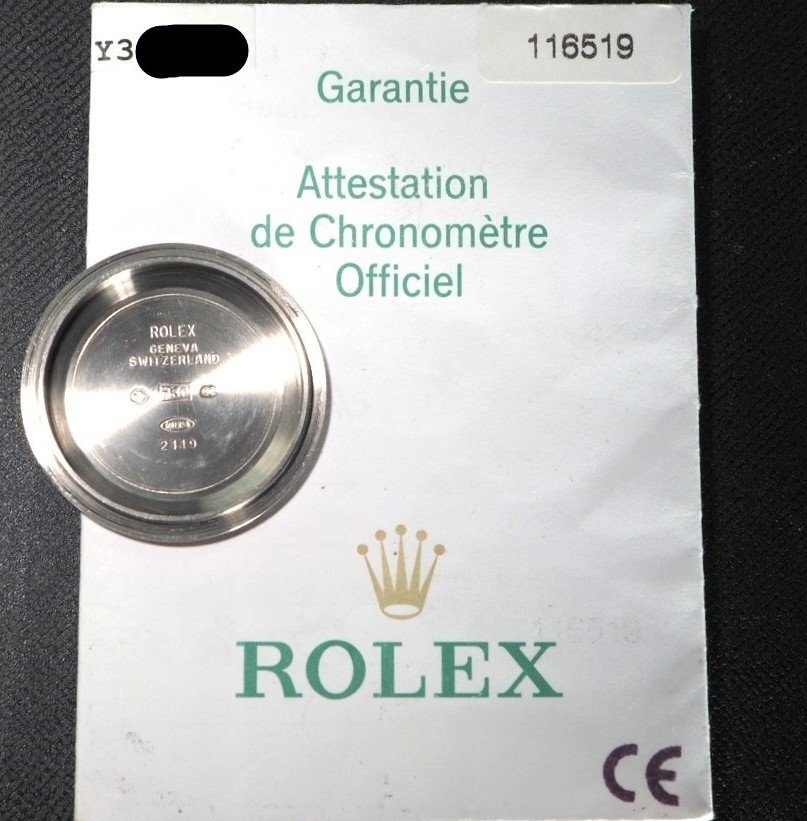 Y3
116519
Garantie
Attestation
de Chronomètre
Officiel
ROLEX
GENEVA
SWITZERLAND
750
2119
ROLEX
CE